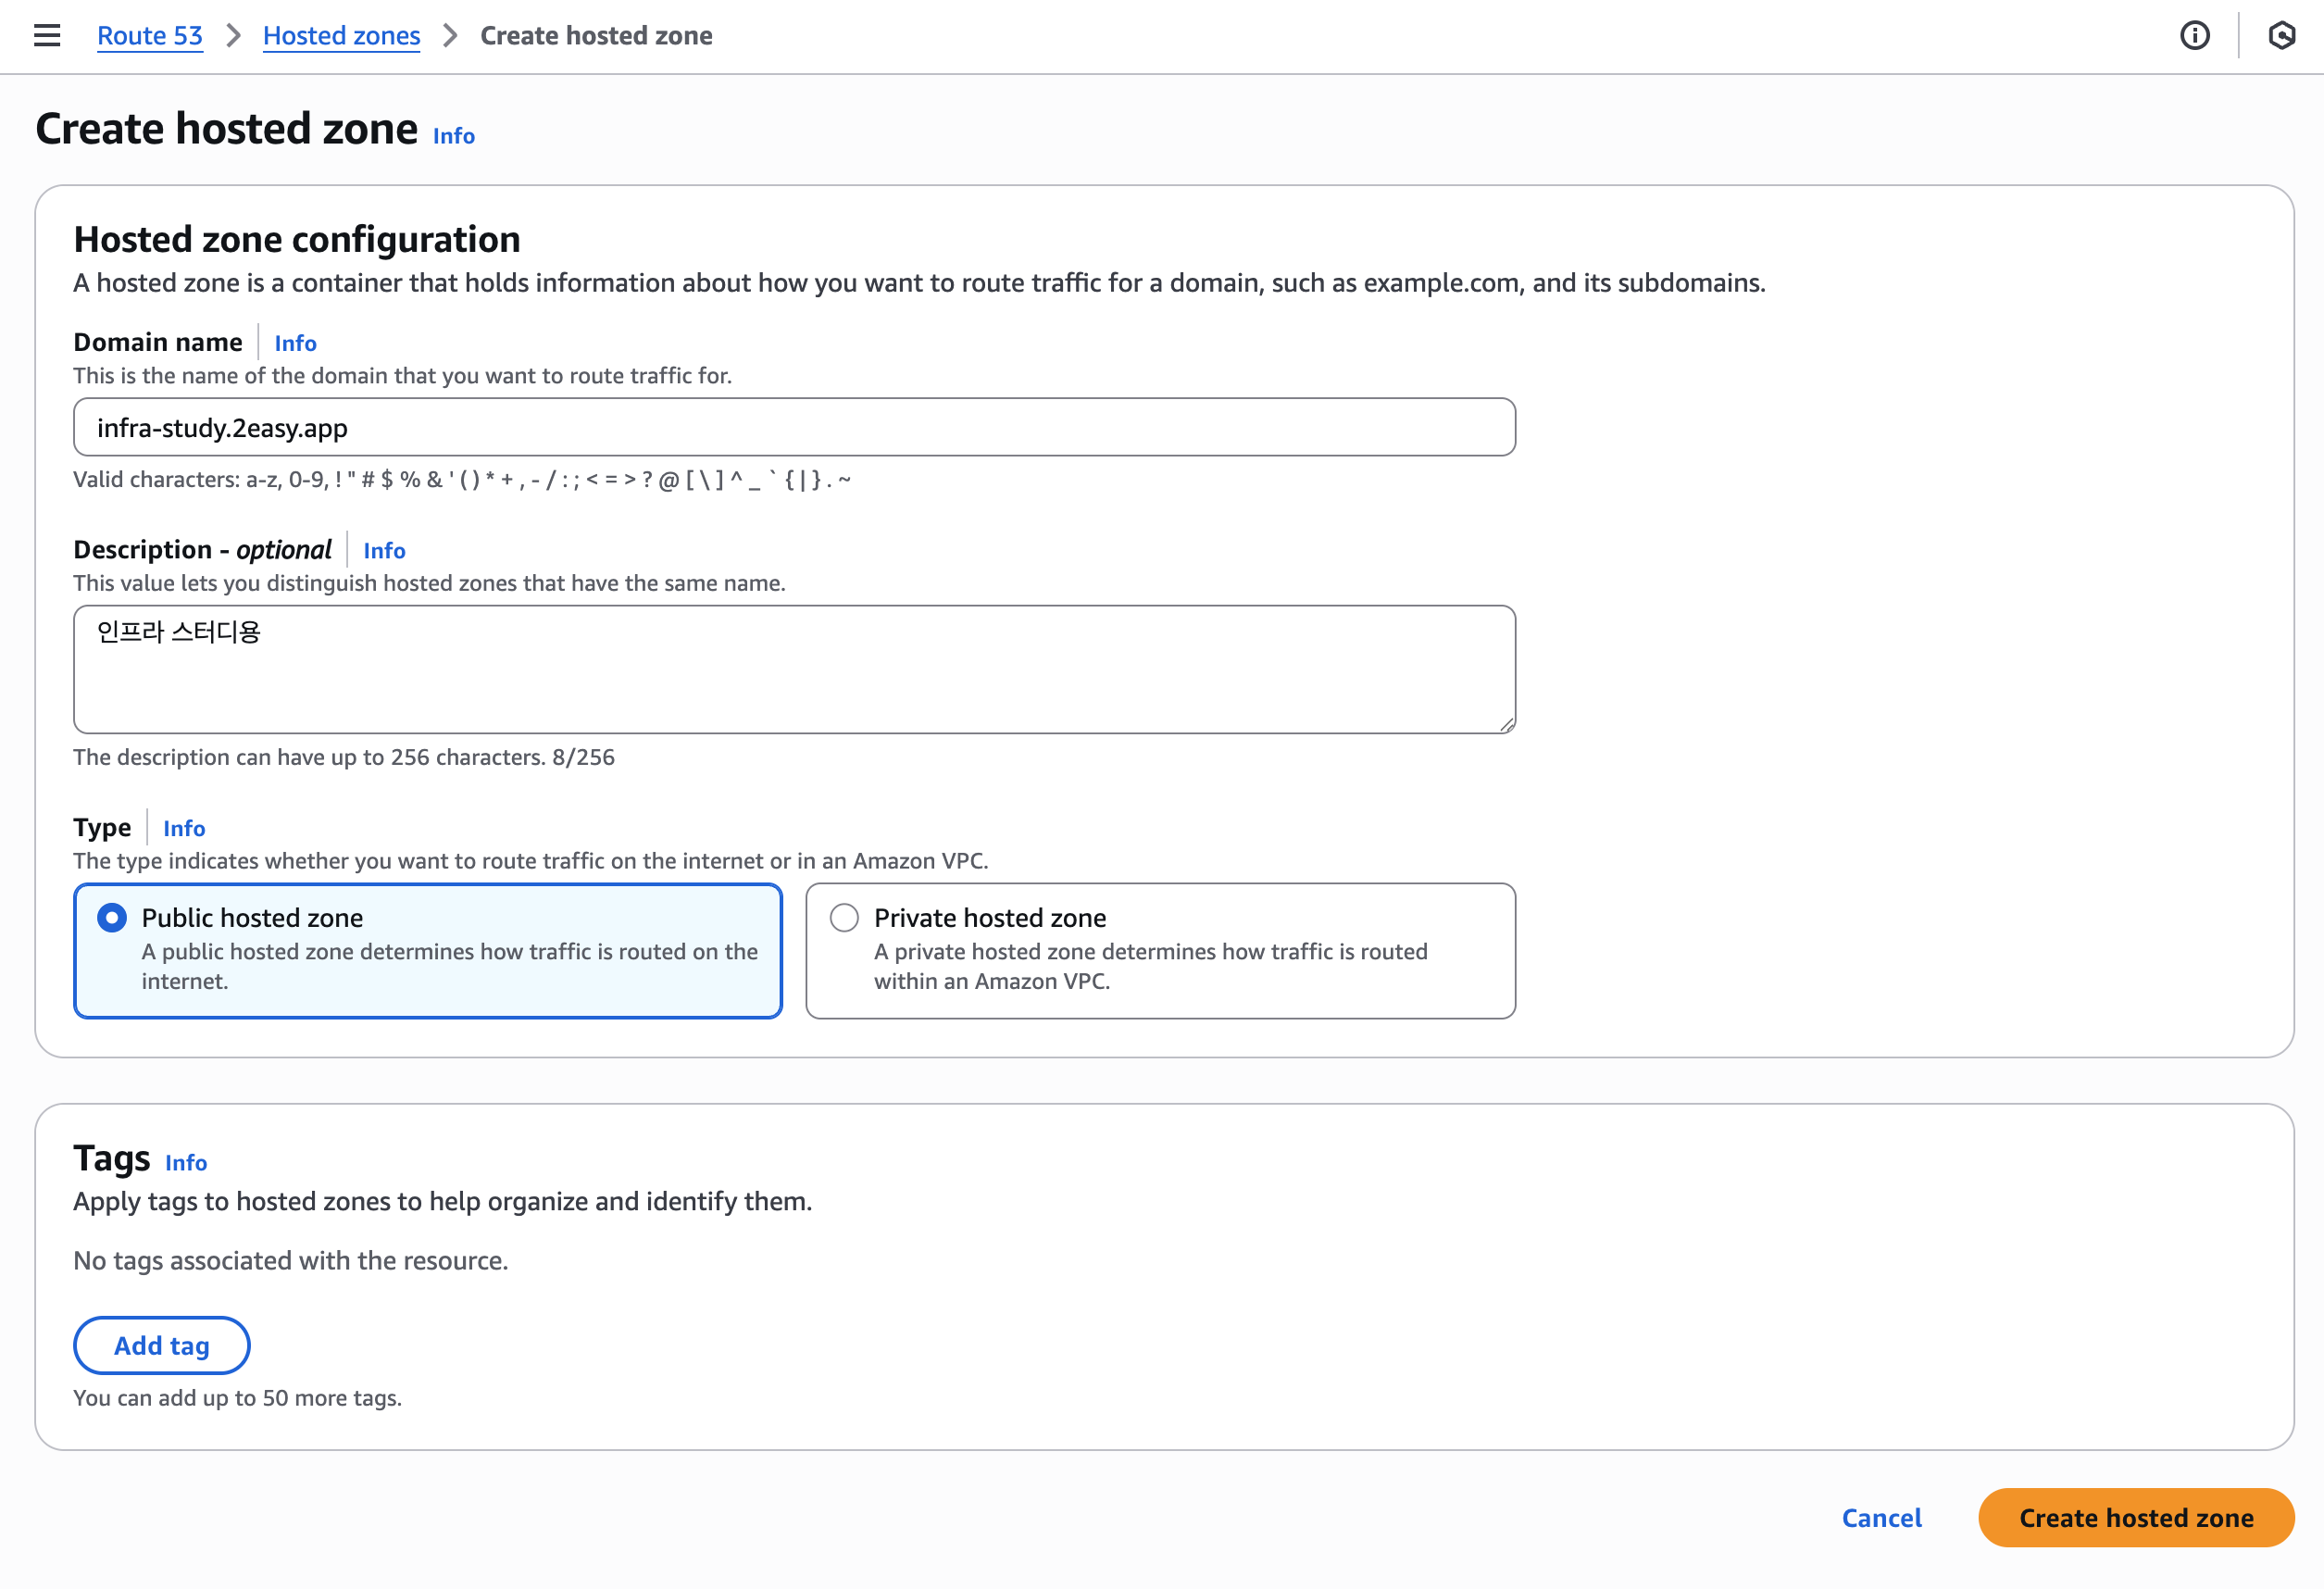 Route 53 > Hosted zones > Create hosted zone
Create hosted zone Info
Hosted zone configuration
A hosted zone is a container that holds information about how you want to route traffic for a domain, such as example.com, and its subdomains.
Domain name Info
This is the name of the domain that you want to route traffic for.
infra-study.2easy.app
Valid characters: a-z, 0-9, ! " # $ % & ' ( ) * + , - / : ; < = > ? @ [ \ ] ^ _ ` { | } . ~
Description - optional Info
This value lets you distinguish hosted zones that have the same name.
인프라 스터디용
The description can have up to 256 characters. 8/256
Type Info
The type indicates whether you want to route traffic on the internet or in an Amazon VPC.
Public hosted zone
A public hosted zone determines how traffic is routed on the
internet.
Private hosted zone
A private hosted zone determines how traffic is routed
within an Amazon VPC.
Tags Info
Apply tags to hosted zones to help organize and identify them.
No tags associated with the resource.
Add tag
You can add up to 50 more tags.
Cancel
Create hosted zone